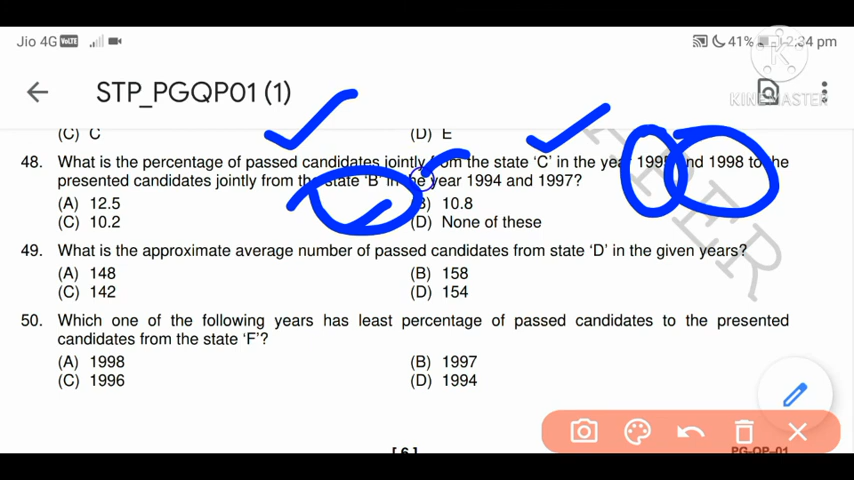 Jio 4G VoLTE 41% 2:34 pm
STP_PGQP01 (1)
KINEMASTER
(C) C (D) E
48. What is the percentage of passed candidates jointly from the state 'C' in the year 1995 and 1998 to the
presented candidates jointly from the state 'B' in the year 1994 and 1997?
(A) 12.5 (B) 10.8
(C) 10.2 (D) None of these
49. What is the approximate average number of passed candidates from state 'D' in the given years?
(A) 148 (B) 158
(C) 142 (D) 154
50. Which one of the following years has least percentage of passed candidates to the presented
candidates from the state 'F'?
(A) 1998 (B) 1997
(C) 1996 (D) 1994
[ 6 ] PG-QP-01